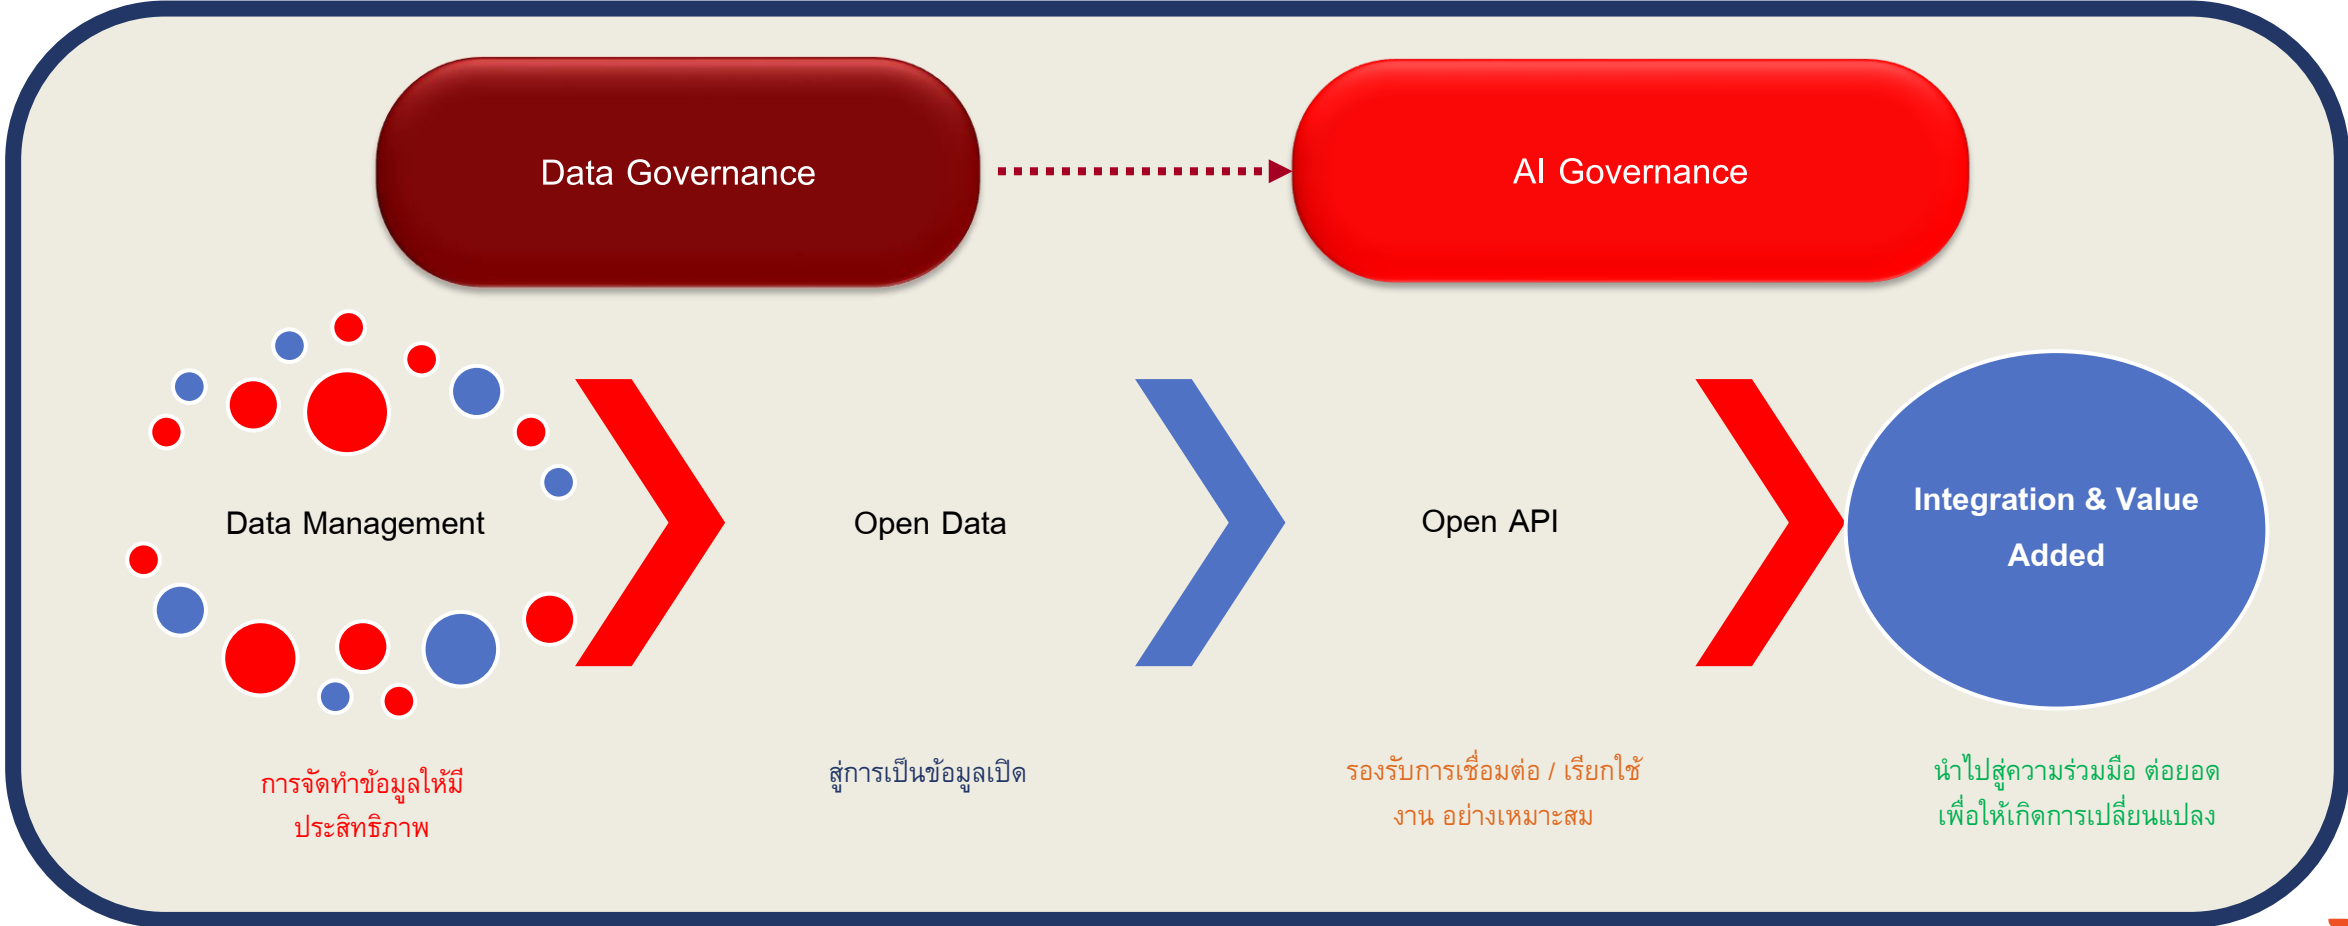 Data Governance
AI Governance
Data Management
Open Data
Open API
Integration & Value
Added
การจัดทำข้อมูลให้มี
ประสิทธิภาพ
สู่การเป็นข้อมูลเปิด
รองรับการเชื่อมต่อ / เรียกใช้
งาน อย่างเหมาะสม
นำไปสู่ความร่วมมือ ต่อยอด
เพื่อให้เกิดการเปลี่ยนแปลง